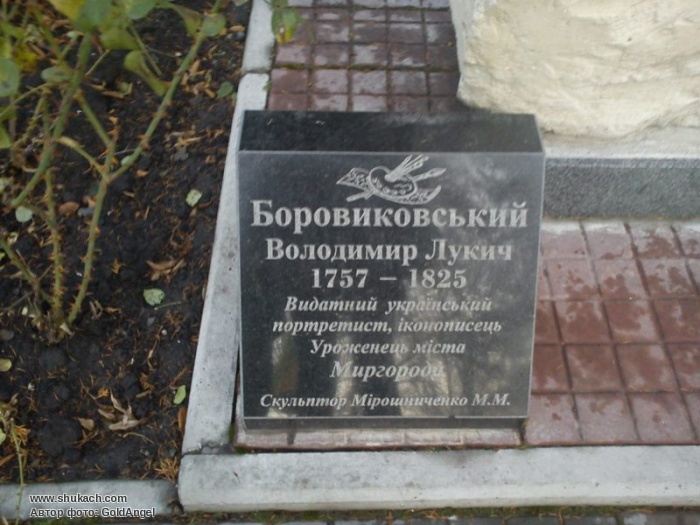 Боровиковський
Володимир Лукич
1757 – 1825
Видатний український
портретист, іконописець
Уроженець міста
Миргорода
Скульптор Мірошниченко М.М.
www.shukach.com
Автор фото: GoldAngel